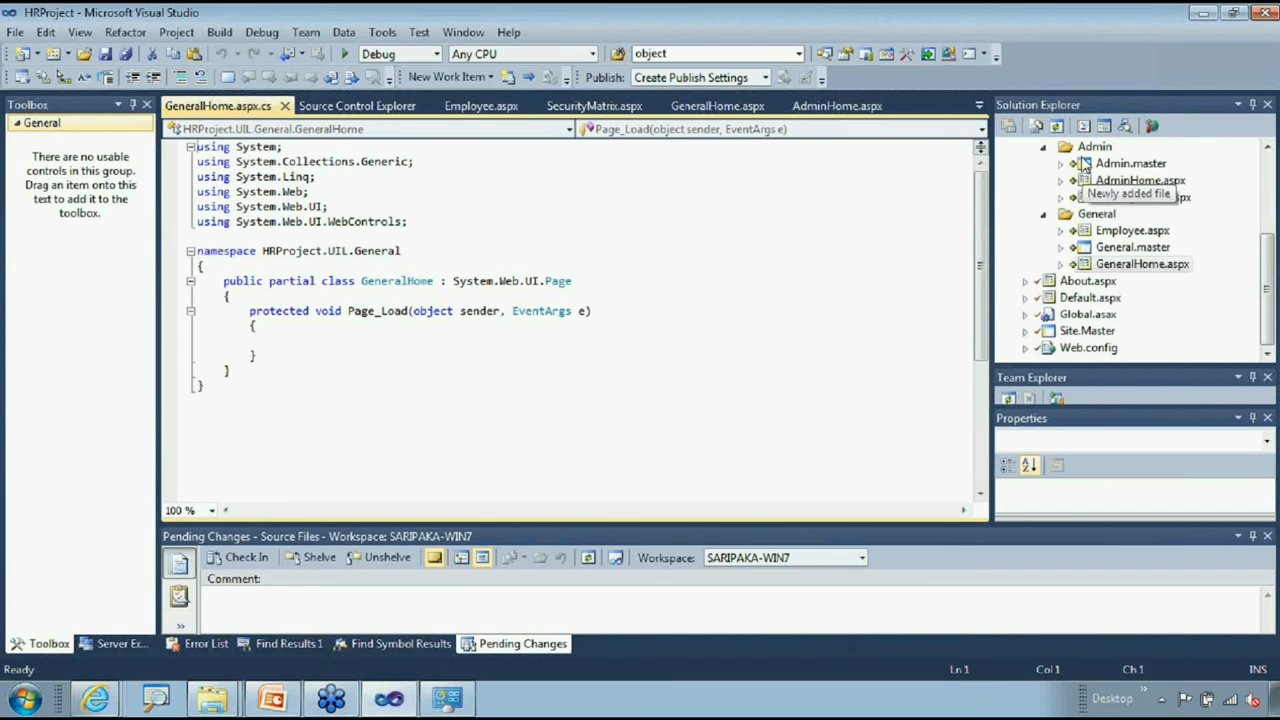 HRProject - Microsoft Visual Studio
File Edit View Refactor Project Build Debug Team Data Tools Test Window Help
Debug Any CPU object
New Work Item Publish: Create Publish Settings
Toolbox
General
There are no usable
controls in this group.
Drag an item onto this
text to add it to the
toolbox.
GeneralHome.aspx.cs Source Control Explorer Employee.aspx SecurityMatrix.aspx GeneralHome.aspx AdminHome.aspx
HRProject.UIL.General.GeneralHome Page_Load(object sender, EventArgs e)
using System;
using System.Collections.Generic;
using System.Linq;
using System.Web;
using System.Web.UI;
using System.Web.UI.WebControls;
namespace HRProject.UIL.General
{
public partial class GeneralHome : System.Web.UI.Page
{
protected void Page_Load(object sender, EventArgs e)
{
}
}
}
100 %
Solution Explorer
Admin
Admin.master
AdminHome.aspx
Newly added file
General
Employee.aspx
General.master
GeneralHome.aspx
About.aspx
Default.aspx
Global.asax
Site.Master
Web.config
Team Explorer
Properties
Pending Changes - Source Files - Workspace: SARIPAKA-WIN7
Check In Shelve Unshelve Workspace: SARIPAKA-WIN7
Comment:
Toolbox Server Ex... Error List Find Results 1 Find Symbol Results Pending Changes
Ready Ln 1 Col 1 Ch 1 INS
Desktop